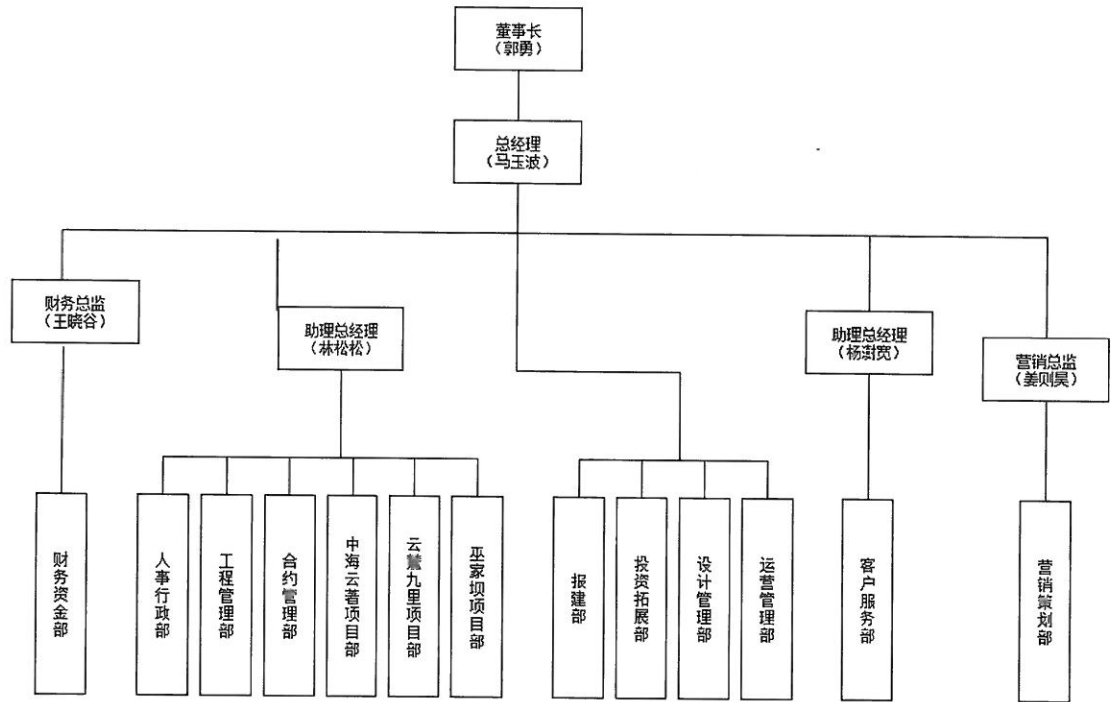 董事长
（郭勇）
总经理
（马玉波）
财务总监
（王晓谷）
助理总经理
（林松松）
助理总经理
（杨澍宽）
营销总监
（姜则昊）
财务资金部
人事行政部
工程管理部
合约管理部
中海云著项目部
云麓九里项目部
巫家坝项目部
报建部
投资拓展部
设计管理部
运营管理部
客户服务部
营销策划部